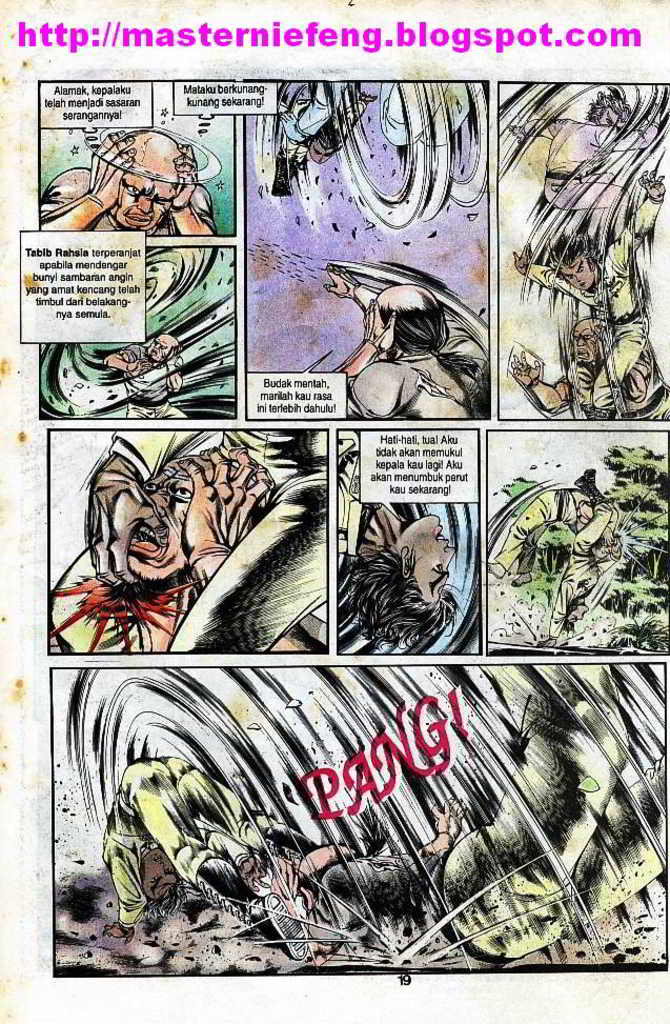 http://masterniefeng.blogspot.com
Alamak, kepalaku
telah menjadi sasaran
serangannya!
Mataku berkunang-
kunang sekarang!
Tabib Rahsia terperanjat
apabila mendengar
bunyi sambaran angin
yang amat kencang telah
timbul dari belakang-
nya semula.
Budak mentah,
marilah kau rasa
ini terlebih dahulu!
Hati-hati, tua! Aku
tidak akan memukul
kepala kau lagi! Aku
akan menumbuk perut
kau sekarang!
PANG!
19